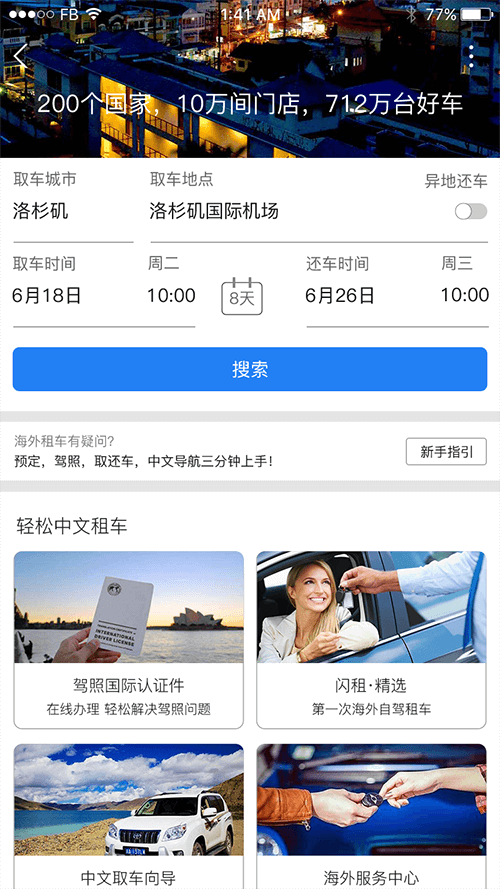 FB 1:41 AM 77%
200个国家，10万间门店，71.2万台好车
取车城市 取车地点 异地还车
洛杉矶 洛杉矶国际机场
取车时间 周二 还车时间 周三
6月18日 10:00 8天 6月26日 10:00
搜索
海外租车有疑问?
预定，驾照，取还车，中文导航三分钟上手！
新手指引
轻松中文租车
INTERNATIONAL
DRIVER LICENSE
驾照国际认证件
在线办理 轻松解决驾照问题
闪租·精选
第一次海外自驾租车
中文取车向导
海外服务中心